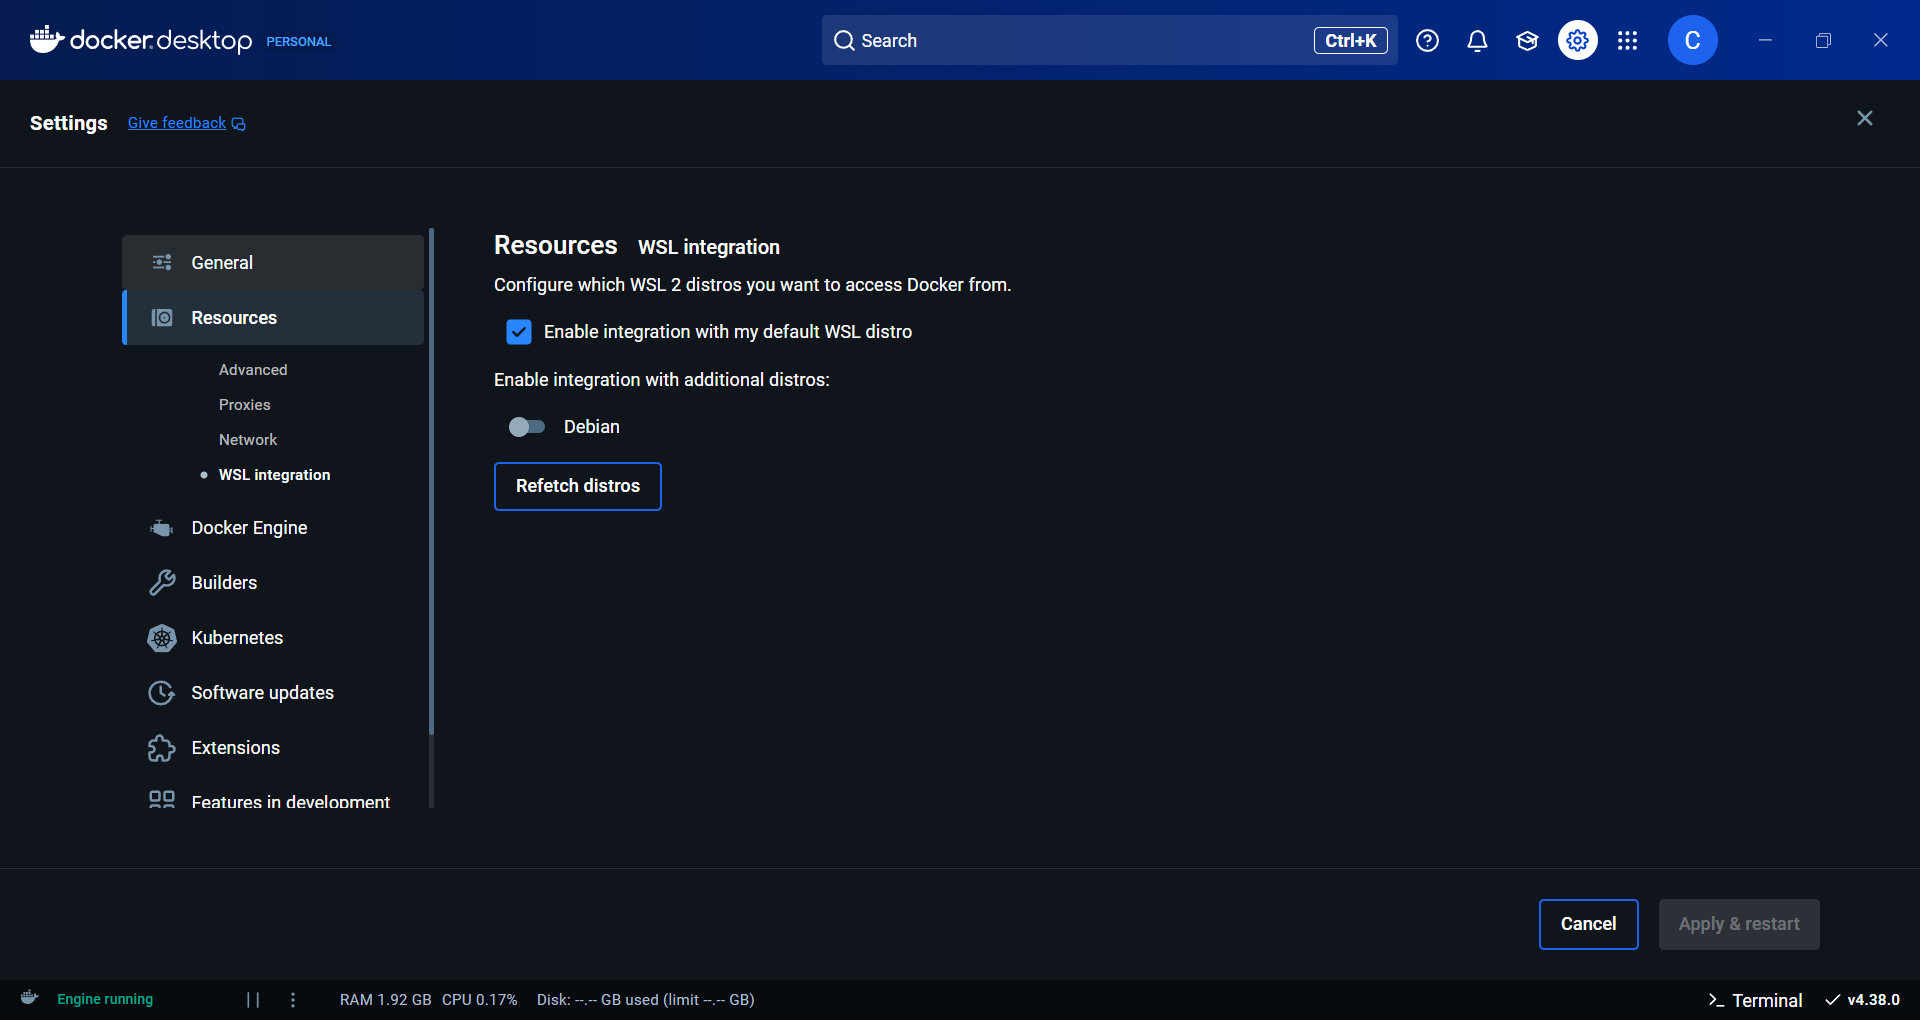 docker.desktop PERSONAL
Search
Ctrl+K
C
Settings
Give feedback
General
Resources
Advanced
Proxies
Network
WSL integration
Docker Engine
Builders
Kubernetes
Software updates
Extensions
Features in development
Resources WSL integration
Configure which WSL 2 distros you want to access Docker from.
Enable integration with my default WSL distro
Enable integration with additional distros:
Debian
Refetch distros
Cancel
Apply & restart
Engine running
RAM 1.92 GB CPU 0.17% Disk: --.-- GB used (limit --.-- GB)
Terminal
v4.38.0